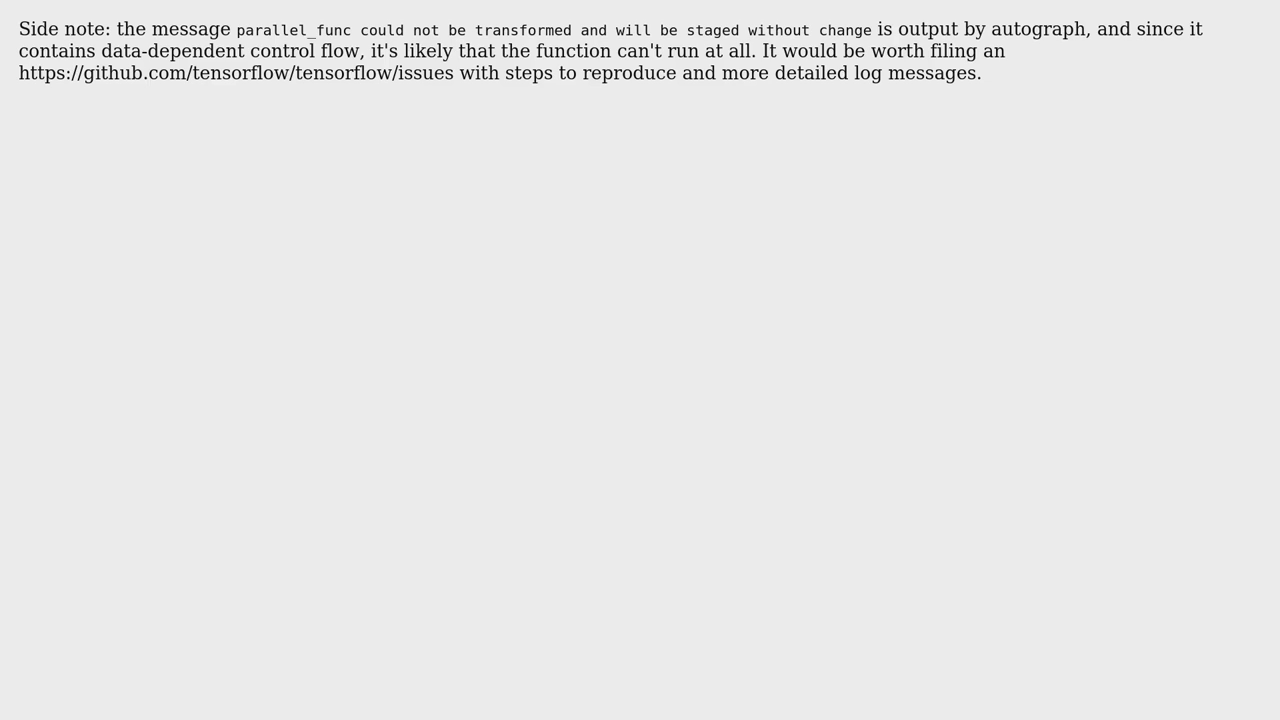 Side note: the message parallel_func could not be transformed and will be staged without change is output by autograph, and since it
contains data-dependent control flow, it's likely that the function can't run at all. It would be worth filing an
https://github.com/tensorflow/tensorflow/issues with steps to reproduce and more detailed log messages.